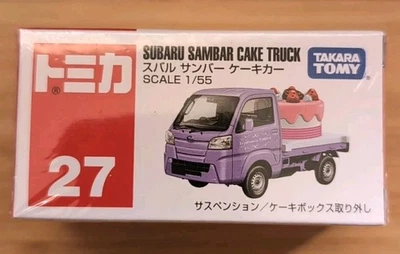 トミカ®
27
SUBARU SAMBAR CAKE TRUCK
スバル サンバー ケーキカー
SCALE 1/55
TAKARA
TOMY
サスペンション/ケーキボックス取り外し